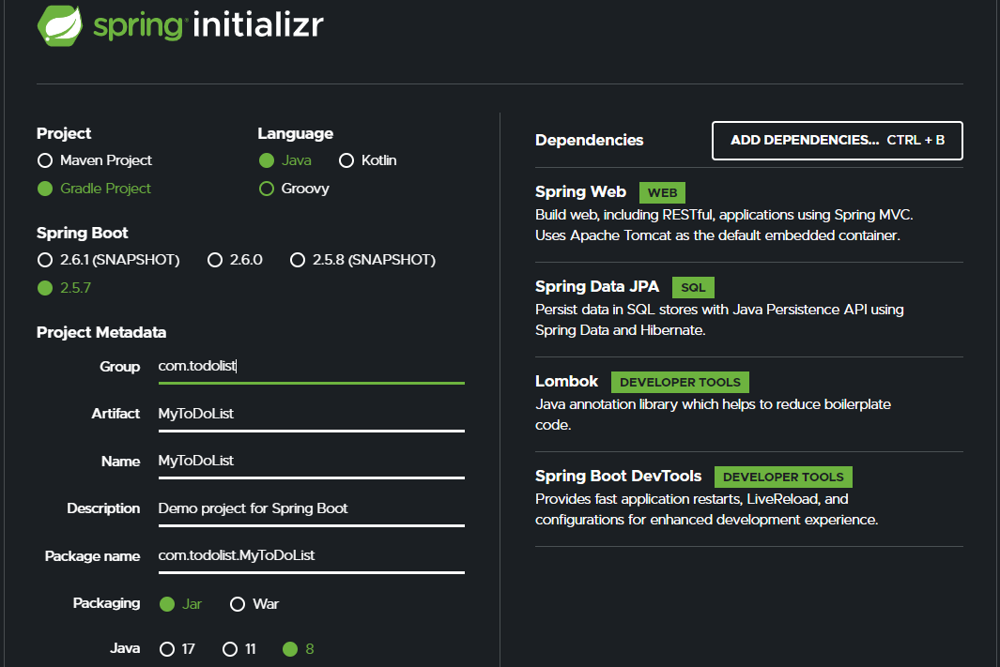 spring initializr
Project
Maven Project
Gradle Project
Language
Java Kotlin
Groovy
Spring Boot
2.6.1 (SNAPSHOT) 2.6.0 2.5.8 (SNAPSHOT)
2.5.7
Project Metadata
Group com.todolist
Artifact MyToDoList
Name MyToDoList
Description Demo project for Spring Boot
Package name com.todolist.MyToDoList
Packaging Jar War
Java 17 11 8
Dependencies ADD DEPENDENCIES... CTRL + B
Spring Web WEB
Build web, including RESTful, applications using Spring MVC.
Uses Apache Tomcat as the default embedded container.
Spring Data JPA SQL
Persist data in SQL stores with Java Persistence API using
Spring Data and Hibernate.
Lombok DEVELOPER TOOLS
Java annotation library which helps to reduce boilerplate
code.
Spring Boot DevTools DEVELOPER TOOLS
Provides fast application restarts, LiveReload, and
configurations for enhanced development experience.